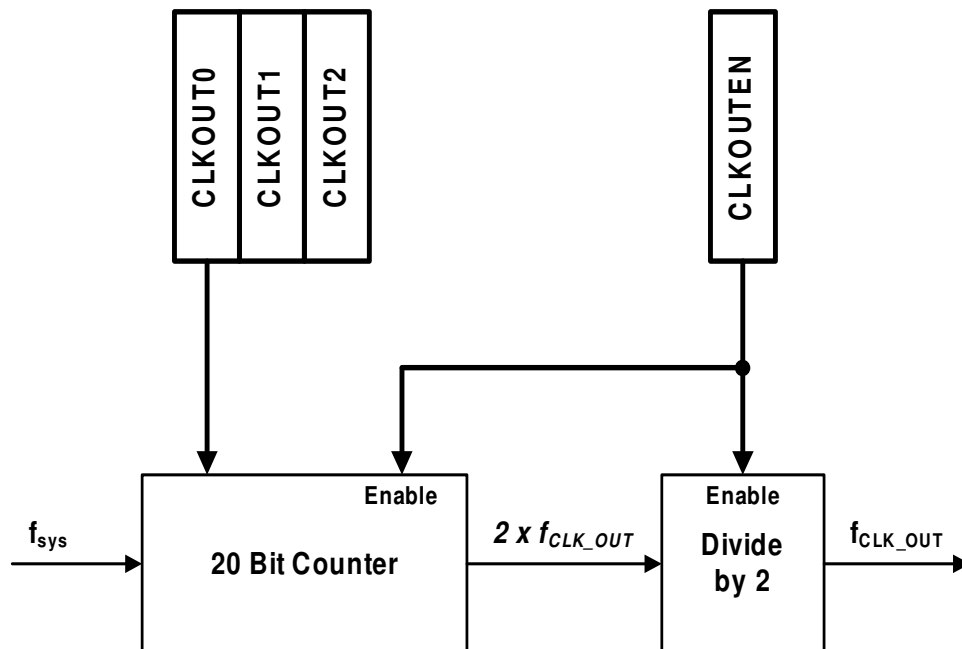 CLKOUT0
CLKOUT1
CLKOUT2
CLKOUTEN
Enable
Enable
fsys
20 Bit Counter
2 x fCLK_OUT
Divide
by 2
fCLK_OUT